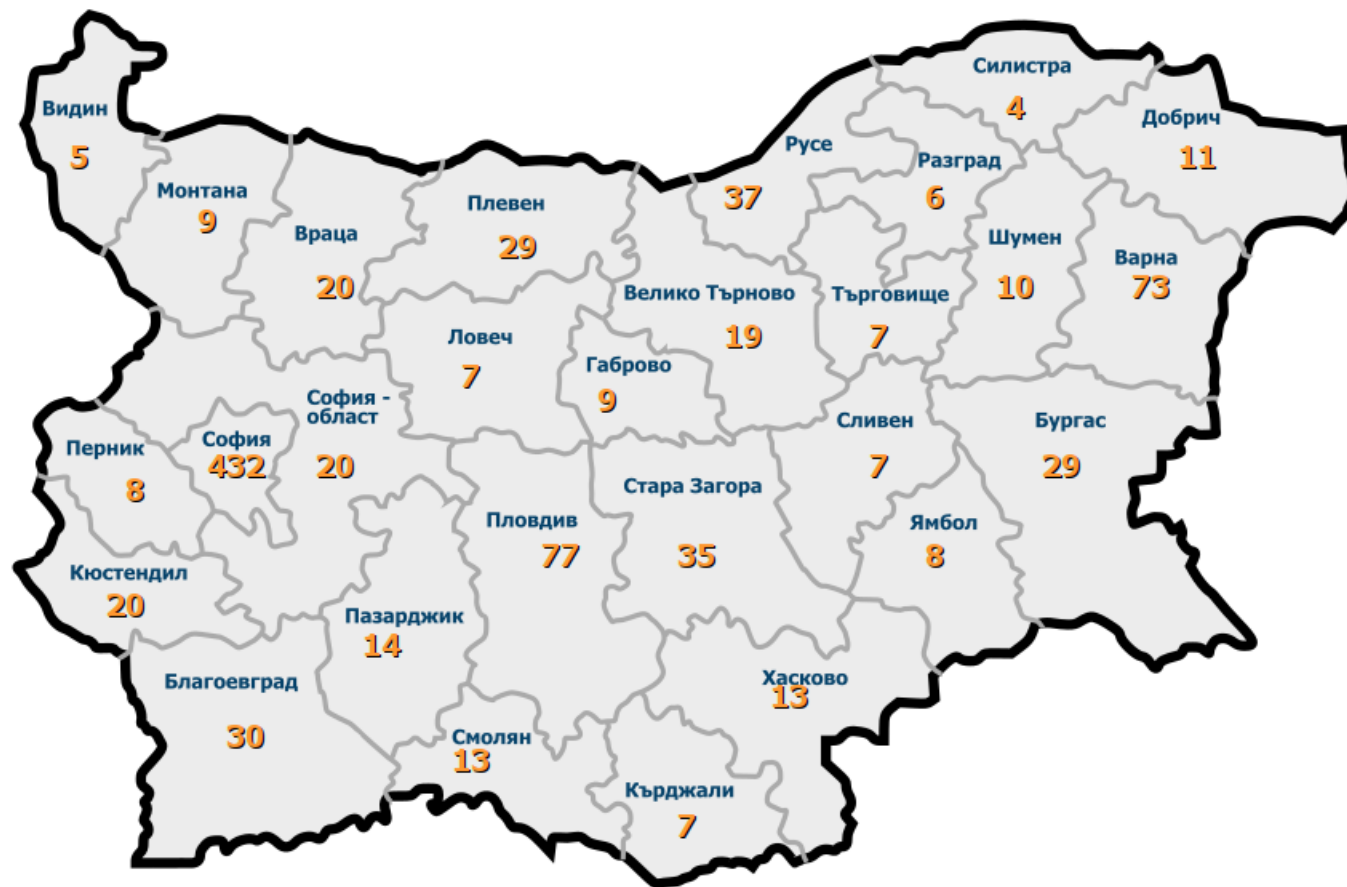 Силистра
4
Видин
5
Добрич
11
Русе
37
Разград
6
Монтана
9
Плевен
29
Враца
20
Шумен
10
Варна
73
Велико Търново
19
Търговище
7
Ловеч
7
Габрово
9
София -
област
20
София
432
Перник
8
Сливен
7
Бургас
29
Стара Загора
35
Пловдив
77
Ямбол
8
Кюстендил
20
Пазарджик
14
Благоевград
30
Хасково
13
Смолян
13
Кърджали
7